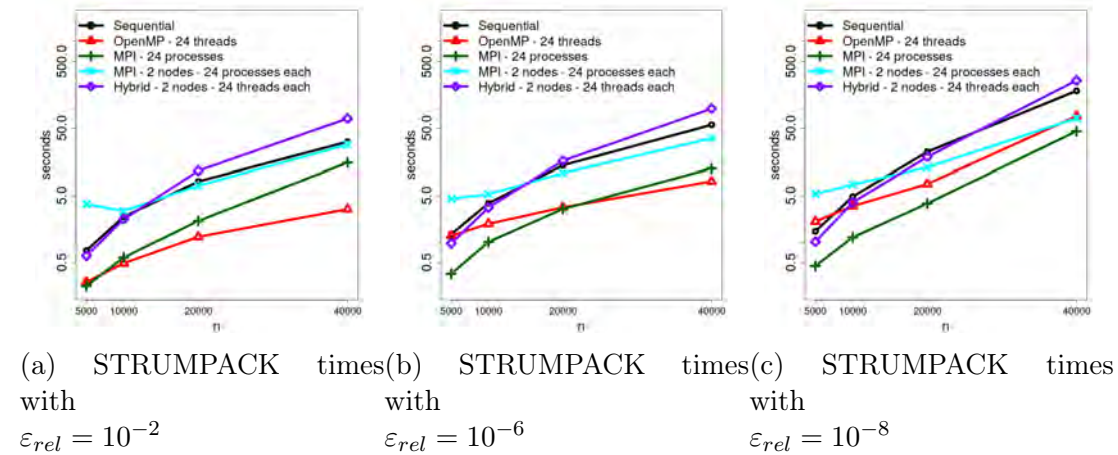 Sequential
OpenMP - 24 threads
MPI - 24 processes
MPI - 2 nodes - 24 processes each
Hybrid - 2 nodes - 24 threads each
500.0
50.0
5.0
0.5
seconds
5000 10000 20000 40000
n
Sequential
OpenMP - 24 threads
MPI - 24 processes
MPI - 2 nodes - 24 processes each
Hybrid - 2 nodes - 24 threads each
500.0
50.0
5.0
0.5
seconds
5000 10000 20000 40000
n
Sequential
OpenMP - 24 threads
MPI - 24 processes
MPI - 2 nodes - 24 processes each
Hybrid - 2 nodes - 24 threads each
500.0
50.0
5.0
0.5
seconds
5000 10000 20000 40000
n
(a) STRUMPACK times
with
ε_{rel} = 10^{-2}
(b) STRUMPACK times
with
ε_{rel} = 10^{-6}
(c) STRUMPACK times
with
ε_{rel} = 10^{-8}